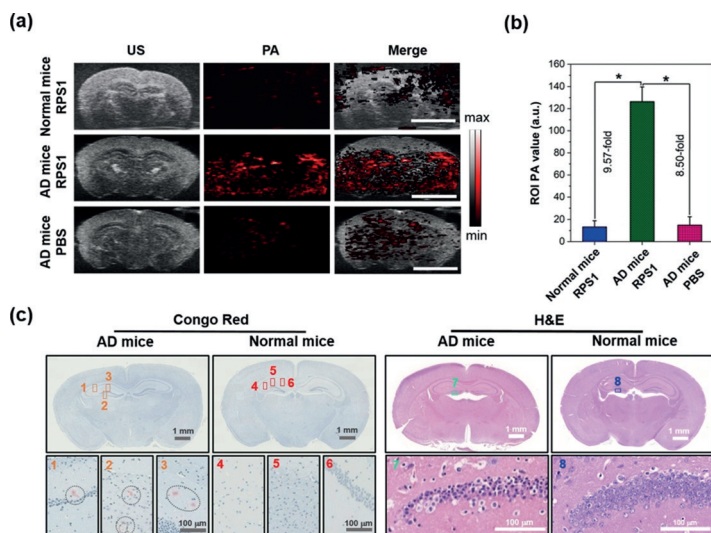 (a)
US
PA
Merge
Normal mice
RPS1
AD mice
RPS1
AD mice
PBS
max
min
(b)
ROI PA value (a.u.)
160
140
120
100
80
60
40
20
0
*
*
9.57-fold
8.50-fold
Normal mice
RPS1
AD mice
RPS1
AD mice
PBS
(c)
Congo Red
H&E
AD mice
Normal mice
AD mice
Normal mice
1
3
2
5
4
6
7
8
1 mm
1 mm
1 mm
1 mm
1
2
3
4
5
6
7
8
100 μm
100 μm
100 μm
100 μm